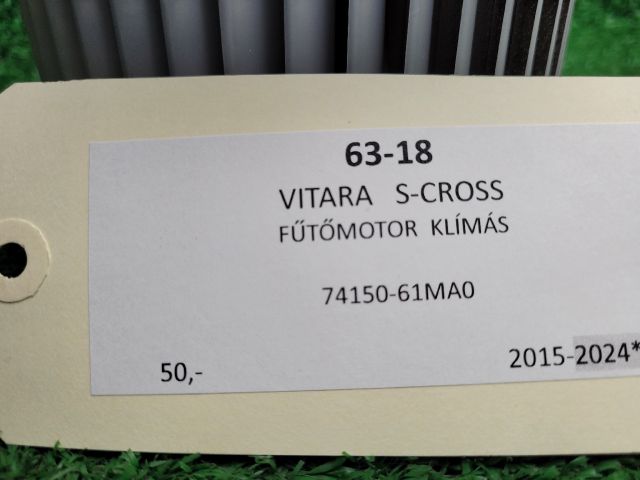 63-18
VITARA S-CROSS
FŰTŐMOTOR KLÍMÁS
74150-61MA0
50,- 2015-2024*